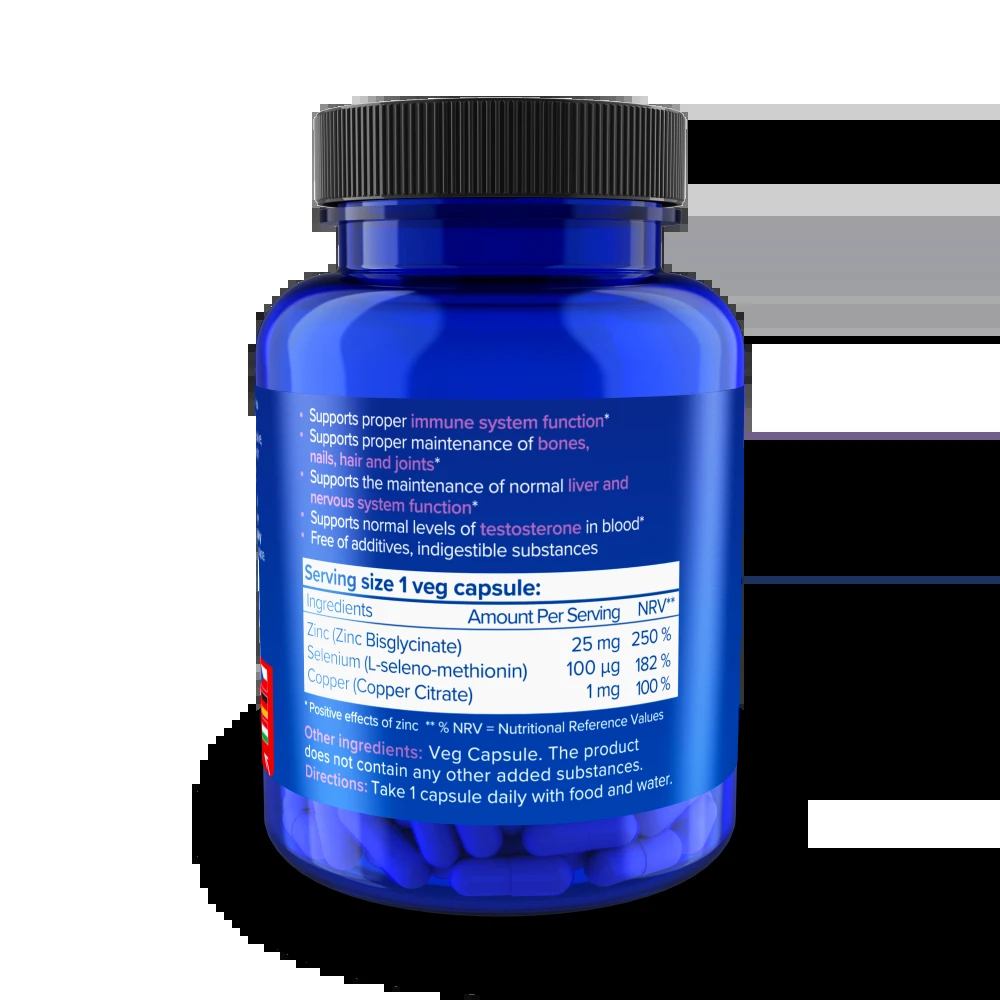 • Supports proper immune system function*
• Supports proper maintenance of bones,
nails, hair and joints*
• Supports the maintenance of normal liver and
nervous system function*
• Supports normal levels of testosterone in blood*
• Free of additives, indigestible substances
Serving size 1 veg capsule:
Ingredients Amount Per Serving NRV**
Zinc (Zinc Bisglycinate) 25 mg 250 %
Selenium (L-seleno-methionin) 100 µg 182 %
Copper (Copper Citrate) 1 mg 100 %
*Positive effects of zinc ** % NRV = Nutritional Reference Values
Other ingredients: Veg Capsule. The product
does not contain any other added substances.
Directions: Take 1 capsule daily with food and water.